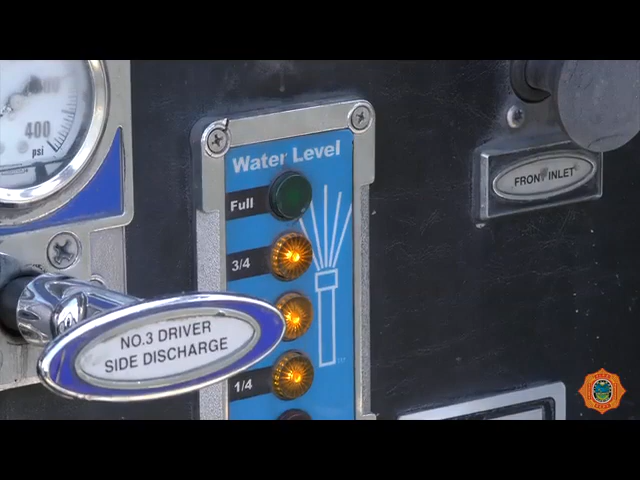 400
psi
Water Level
Full
3/4
1/4
NO.3 DRIVER
SIDE DISCHARGE
FRONT INLET